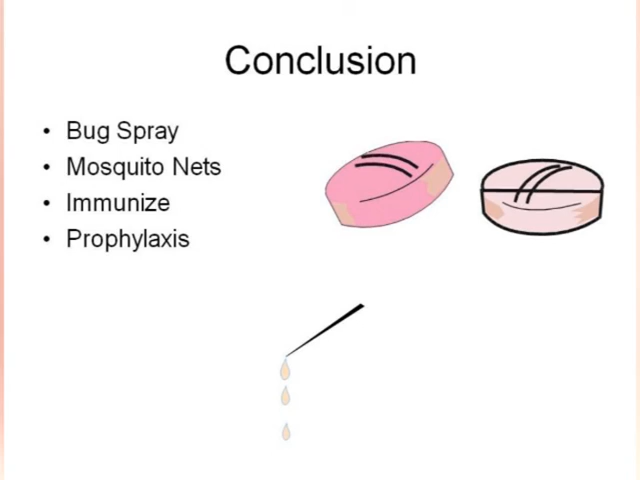 Conclusion
• Bug Spray
• Mosquito Nets
• Immunize
• Prophylaxis